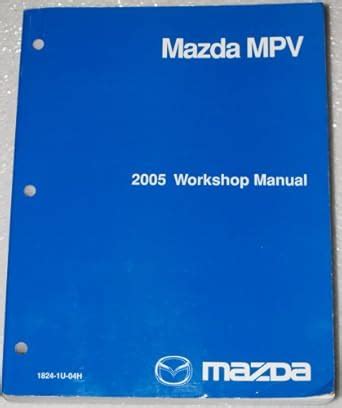 Mazda MPV
2005 Workshop Manual
1824-1U-04H
mazda